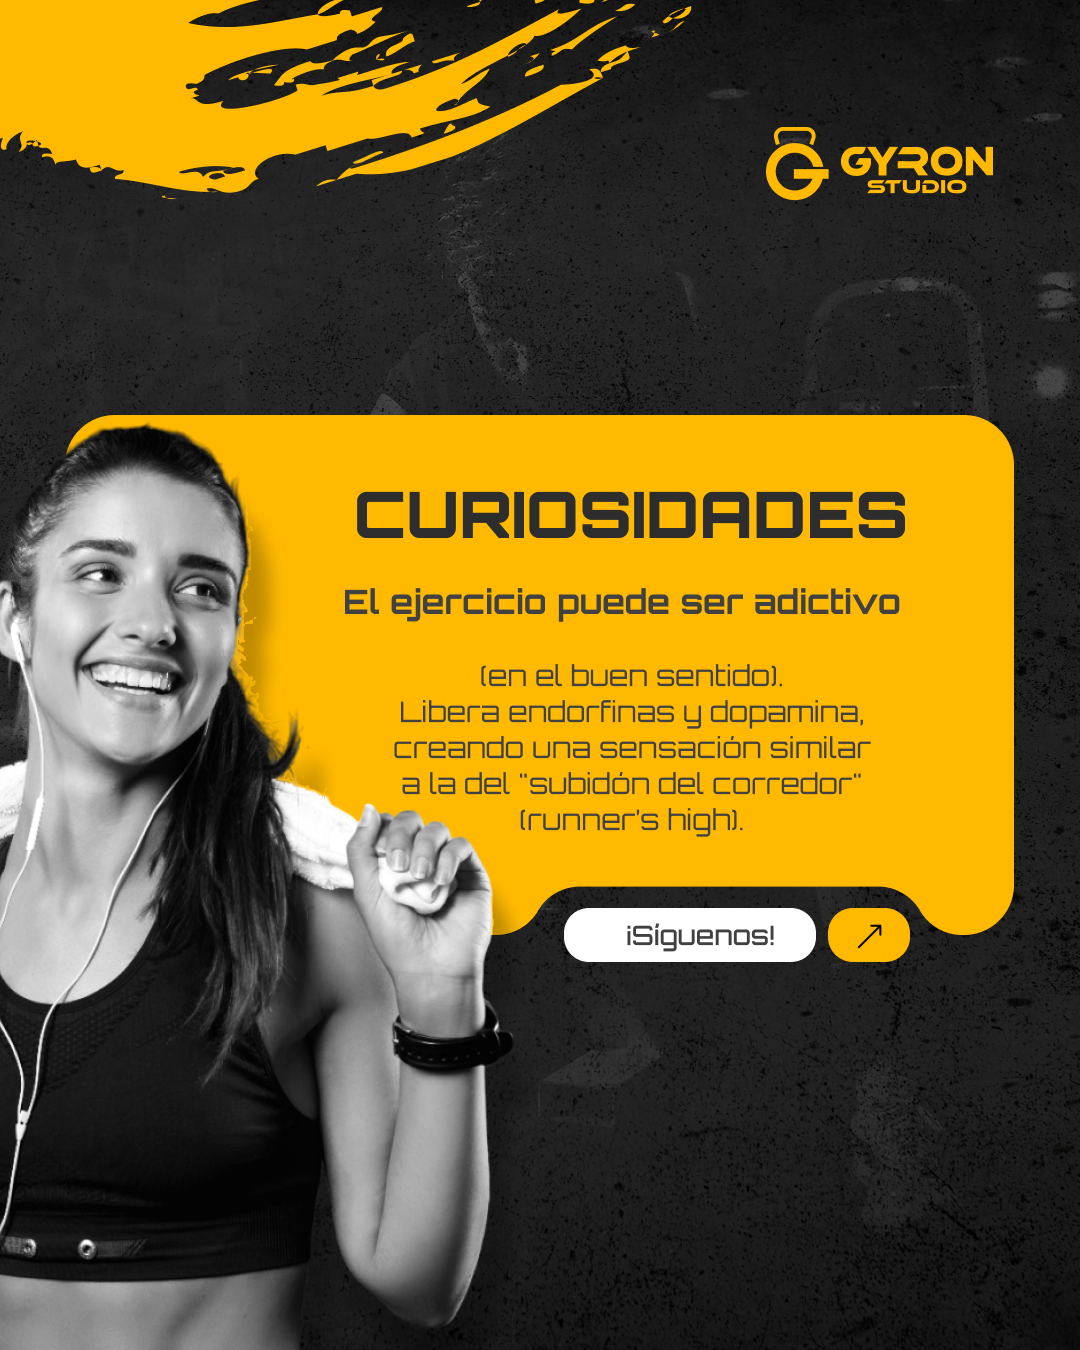 GYRON
STUDIO
CURIOSIDADES
El ejercicio puede ser adictivo
(en el buen sentido).
Libera endorfinas y dopamina,
creando una sensación similar
a la del "subidón del corredor"
(runner's high).
¡Síguenos!